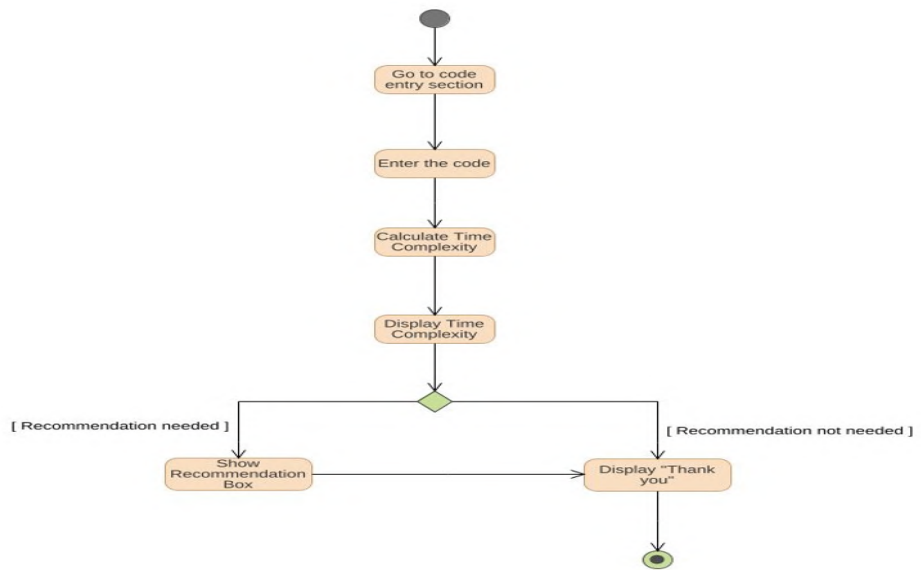 Go to code
entry section
Enter the code
Calculate Time
Complexity
Display Time
Complexity
[ Recommendation needed ]
[ Recommendation not needed ]
Show
Recommendation
Box
Display "Thank
you"